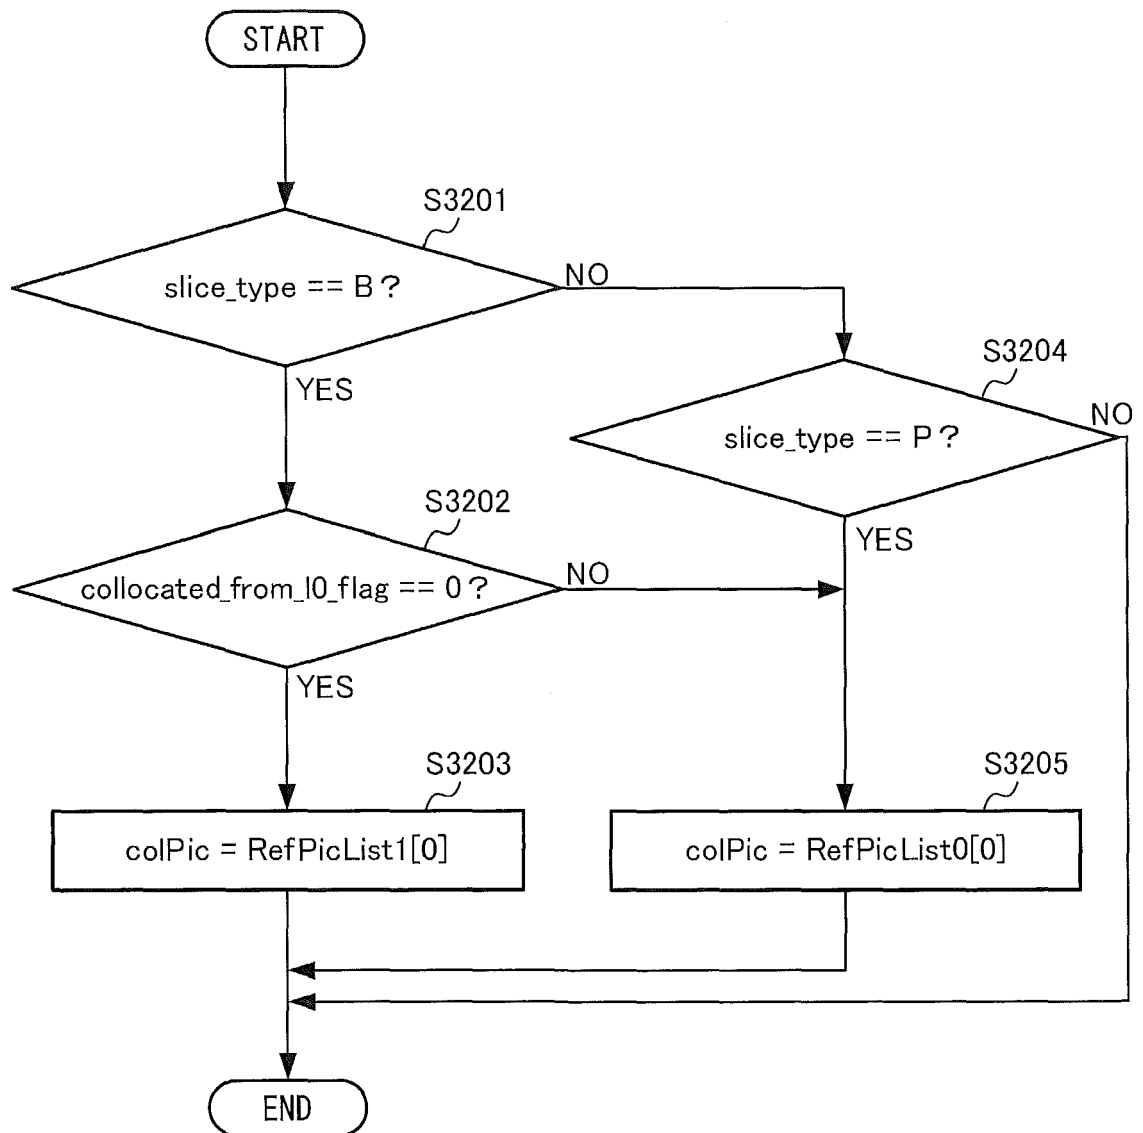 START
S3201
slice_type == B ?
NO
YES
S3204
slice_type == P ?
NO
YES
S3202
collocated_from_l0_flag == 0 ?
NO
YES
S3203
colPic = RefPicList1[0]
S3205
colPic = RefPicList0[0]
END